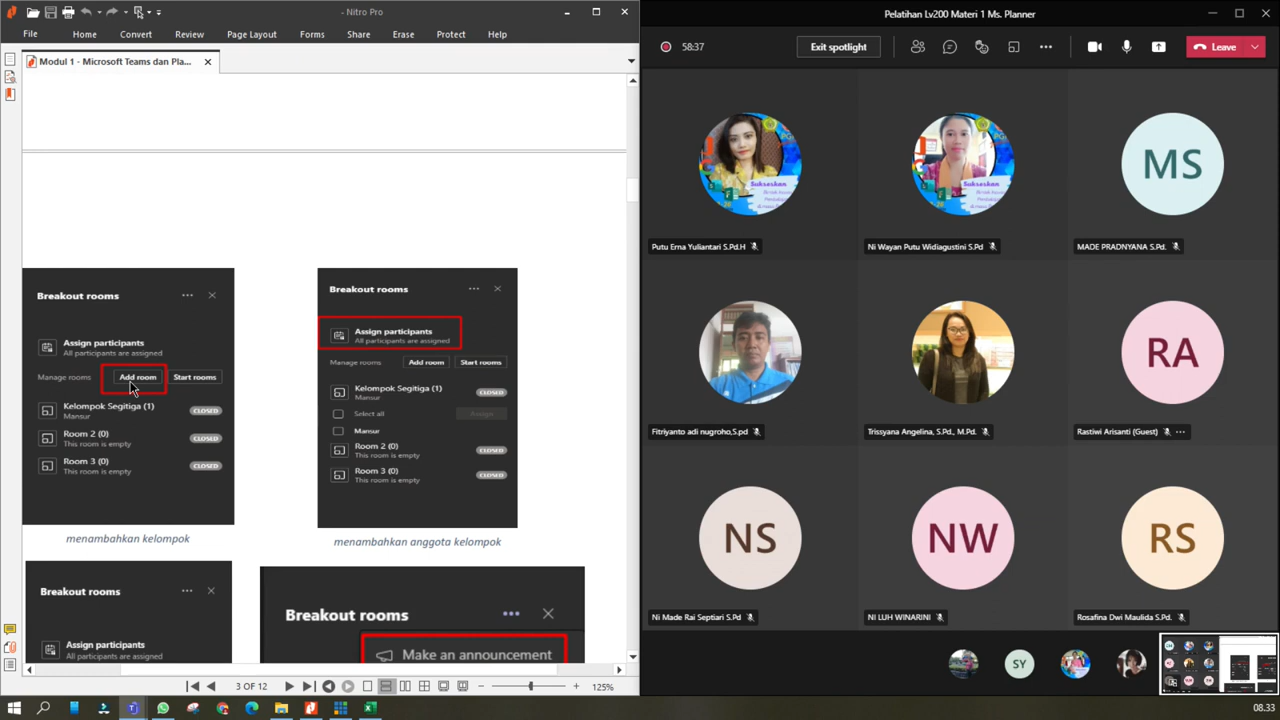 - Nitro Pro
File Home Convert Review Page Layout Forms Share Erase Protect Help
Modul 1 - Microsoft Teams dan Pla...
Breakout rooms
Assign participants
All participants are assigned
Manage rooms Add room Start rooms
Kelompok Segitiga (1) CLOSED
Mansur
Room 2 (0) CLOSED
This room is empty
Room 3 (0) CLOSED
This room is empty
menambahkan kelompok
Breakout rooms
Assign participants
All participants are assigned
Manage rooms Add room Start rooms
Kelompok Segitiga (1) CLOSED
Mansur
Select all Assign
Mansur
Room 2 (0) CLOSED
This room is empty
Room 3 (0) CLOSED
This room is empty
menambahkan anggota kelompok
Breakout rooms
Assign participants
All participants are assigned
Breakout rooms
Make an announcement
3 OF 12 125%
Pelatihan Lv200 Materi 1 Ms. Planner
58:37 Exit spotlight Leave
Sukseskan
Sukseskan
MS
Putu Erna Yuliantari S.Pd.H Ni Wayan Putu Widiagustini S.Pd MADE PRADNYANA S.Pd.
RA
Fitriyanto adi nugroho,S.pd Trissyana Angelina, S.Pd., M.Pd. Rastiwi Arisanti (Guest)
NS NW RS
Ni Made Rai Septiari S.Pd NI LUH WINARINI Rosafina Dwi Maulida S.Pd.
SY
08.33